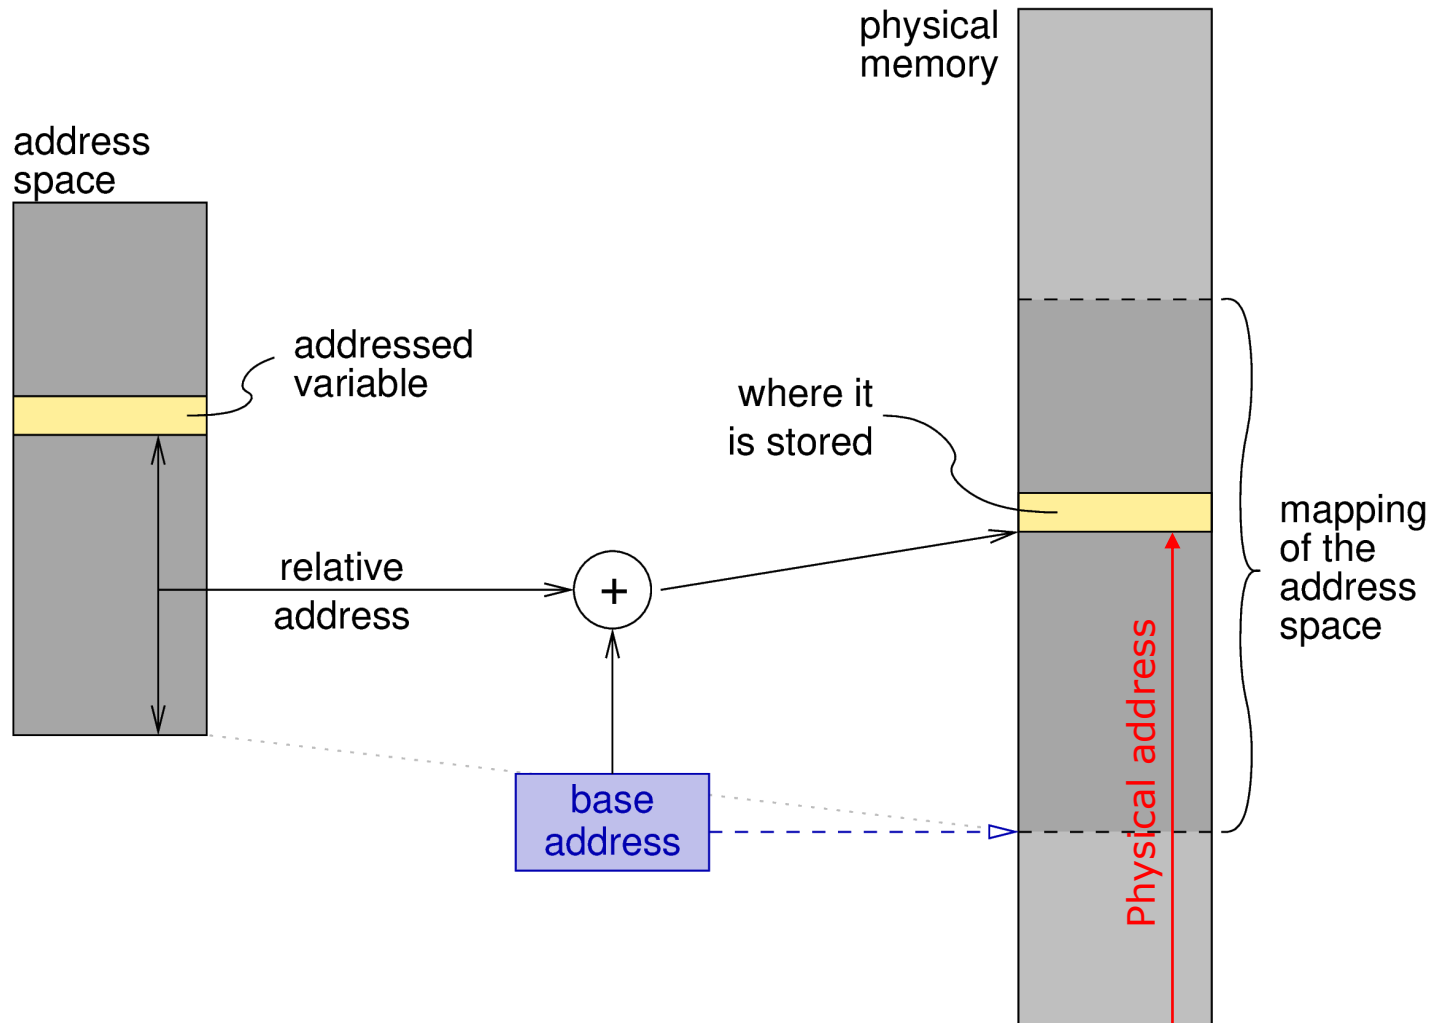 physical
memory
address
space
addressed
variable
where it
is stored
mapping
of the
address
space
relative
address
+
base
address
Physical address